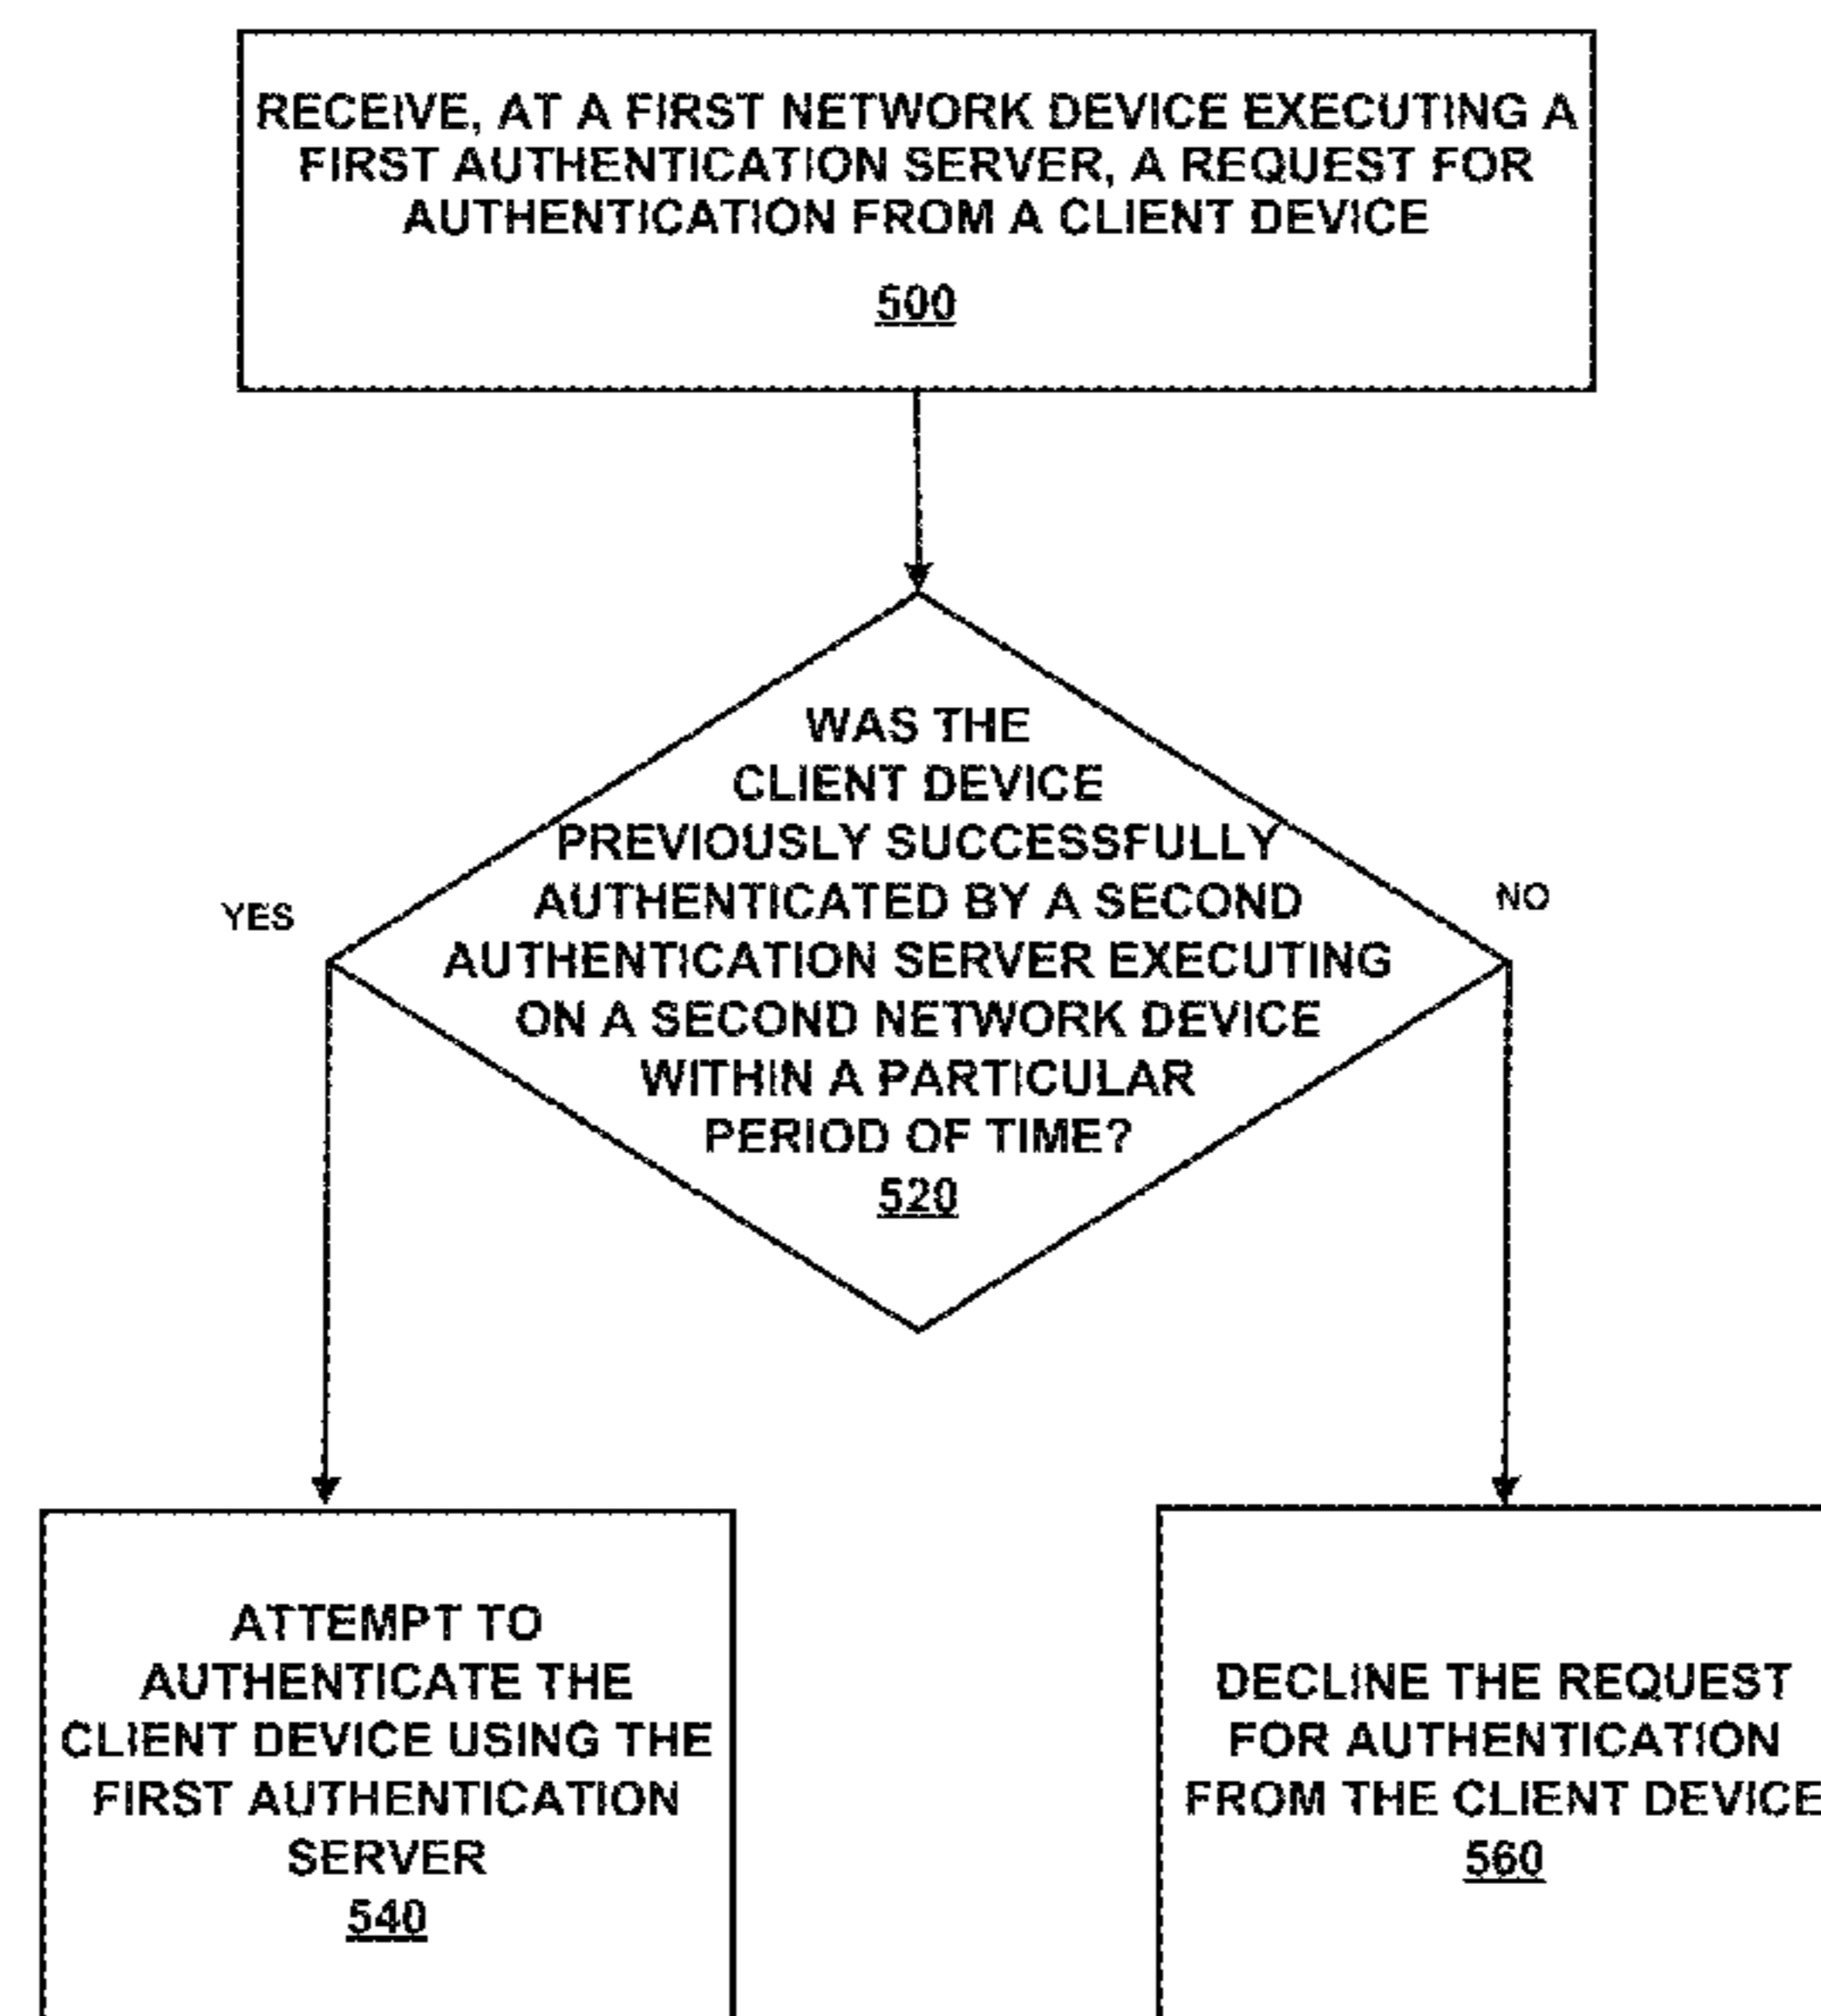 RECEIVE, AT A FIRST NETWORK DEVICE EXECUTING A
FIRST AUTHENTICATION SERVER, A REQUEST FOR
AUTHENTICATION FROM A CLIENT DEVICE
500
WAS THE
CLIENT DEVICE
PREVIOUSLY SUCCESSFULLY
AUTHENTICATED BY A SECOND
AUTHENTICATION SERVER EXECUTING
ON A SECOND NETWORK DEVICE
WITHIN A PARTICULAR
PERIOD OF TIME?
520
YES
NO
ATTEMPT TO
AUTHENTICATE THE
CLIENT DEVICE USING THE
FIRST AUTHENTICATION
SERVER
540
DECLINE THE REQUEST
FOR AUTHENTICATION
FROM THE CLIENT DEVICE
560